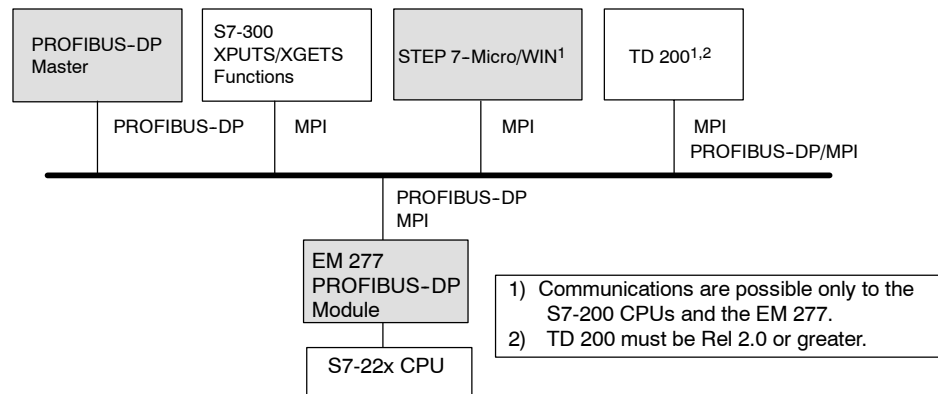 PROFIBUS-DP
Master
S7-300
XPUTS/XGETS
Functions
STEP 7-Micro/WIN¹
TD 200¹,²
PROFIBUS-DP
MPI
MPI
MPI
PROFIBUS-DP/MPI
PROFIBUS-DP
MPI
EM 277
PROFIBUS-DP
Module
S7-22x CPU
1) Communications are possible only to the
S7-200 CPUs and the EM 277.
2) TD 200 must be Rel 2.0 or greater.